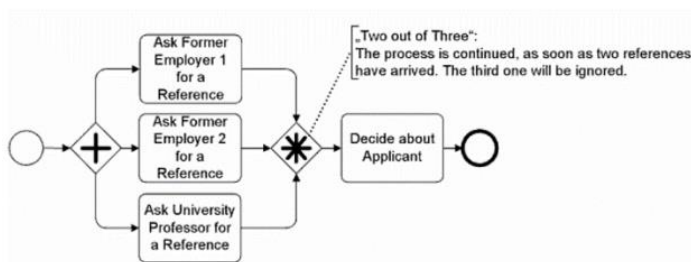 Ask Former
Employer 1
for a
Reference
„Two out of Three“:
The process is continued, as soon as two references
have arrived. The third one will be ignored.
Ask Former
Employer 2
for a
Reference
Decide about
Applicant
Ask University
Professor for
a Reference